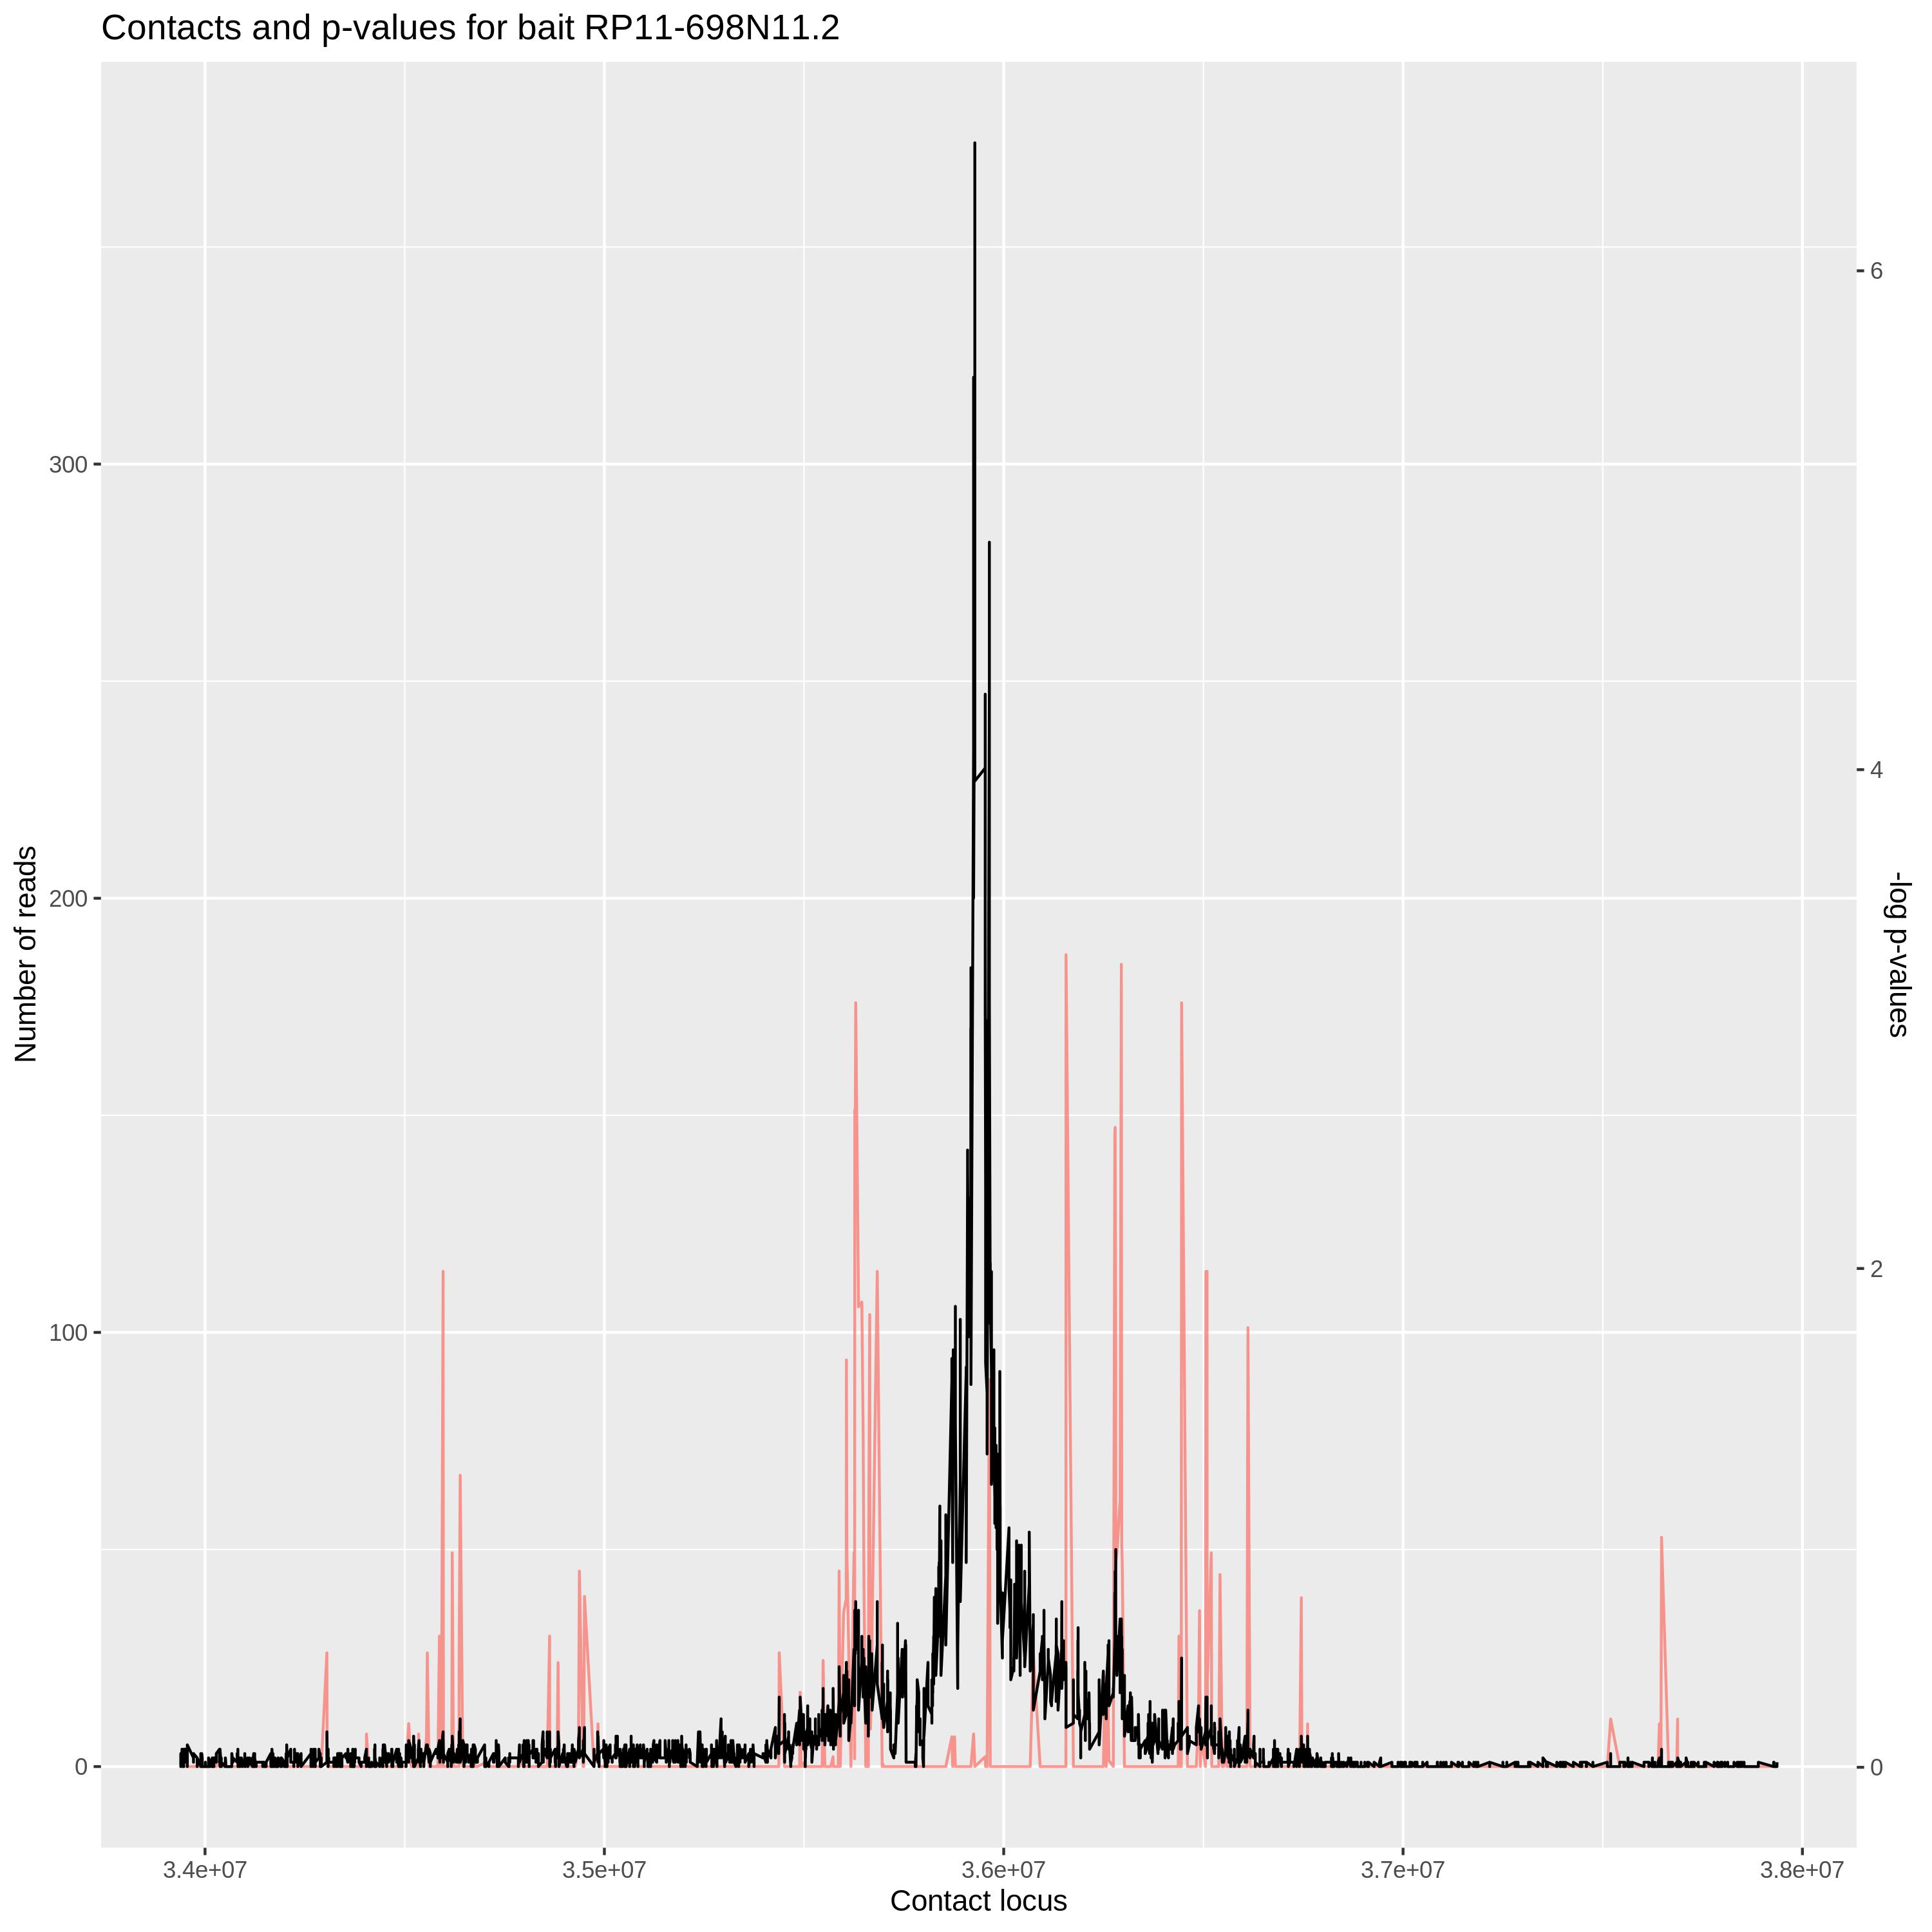 Contacts and p-values for bait RP11-698N11.2
300
200
100
0
Number of reads
6
4
2
0
-log p-values
3.4e+07
3.5e+07
3.6e+07
3.7e+07
3.8e+07
Contact locus